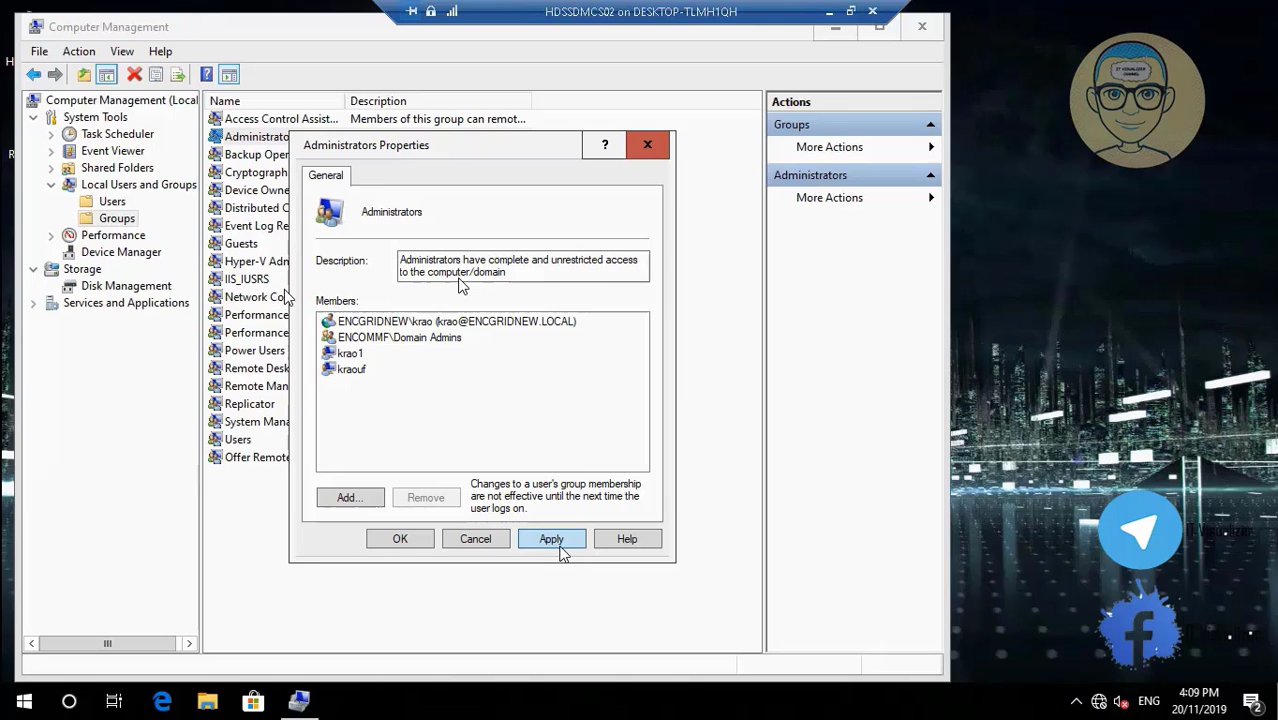 HDSSDMCS02 on DESKTOP-TLMH1QH
Computer Management
File Action View Help
Computer Management (Local
System Tools
Task Scheduler
Event Viewer
Shared Folders
Local Users and Groups
Users
Groups
Performance
Device Manager
Storage
Disk Management
Services and Applications
Name Description
Access Control Assist... Members of this group can remot...
Administrato
Backup Oper
Cryptograph
Device Owne
Distributed C
Event Log Re
Guests
Hyper-V Adn
IIS_IUSRS
Network Co
Performance
Performance
Power Users
Remote Desk
Remote Man
Replicator
System Mana
Users
Offer Remote
Administrators Properties
General
Administrators
Description:
Administrators have complete and unrestricted access
to the computer/domain
Members:
ENCGRIDNEW\krao (krao@ENCGRIDNEW.LOCAL)
ENCOMMF\Domain Admins
krao1
kraouf
Add...
Remove
Changes to a user's group membership
are not effective until the next time the
user logs on.
OK
Cancel
Apply
Help
Actions
Groups
More Actions
Administrators
More Actions
IT VISUALIZER
CHANNEL
ENG
4:09 PM
20/11/2019
2